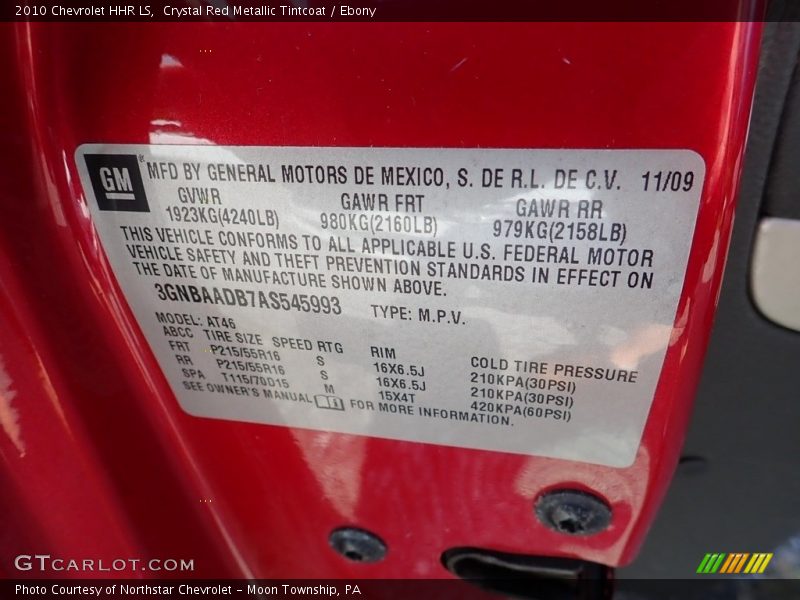 2010 Chevrolet HHR LS,  Crystal Red Metallic Tintcoat / Ebony
GM
MFD BY GENERAL MOTORS DE MEXICO, S. DE R.L. DE C.V. 11/09
GVWR GAWR FRT GAWR RR
1923KG(4240LB) 980KG(2160LB) 979KG(2158LB)
THIS VEHICLE CONFORMS TO ALL APPLICABLE U.S. FEDERAL MOTOR
VEHICLE SAFETY AND THEFT PREVENTION STANDARDS IN EFFECT ON
THE DATE OF MANUFACTURE SHOWN ABOVE.
3GNBAADB7AS545993 TYPE: M.P.V.
MODEL: AT46
ABCC TIRE SIZE SPEED RTG RIM COLD TIRE PRESSURE
FRT P215/55R16 S 16X6.5J 210KPA(30PSI)
RR P215/55R16 S 16X6.5J 210KPA(30PSI)
SPA T115/70D15 M 15X4T 420KPA(60PSI)
SEE OWNER'S MANUAL FOR MORE INFORMATION.
GTCARLOT.COM
Photo Courtesy of Northstar Chevrolet - Moon Township, PA